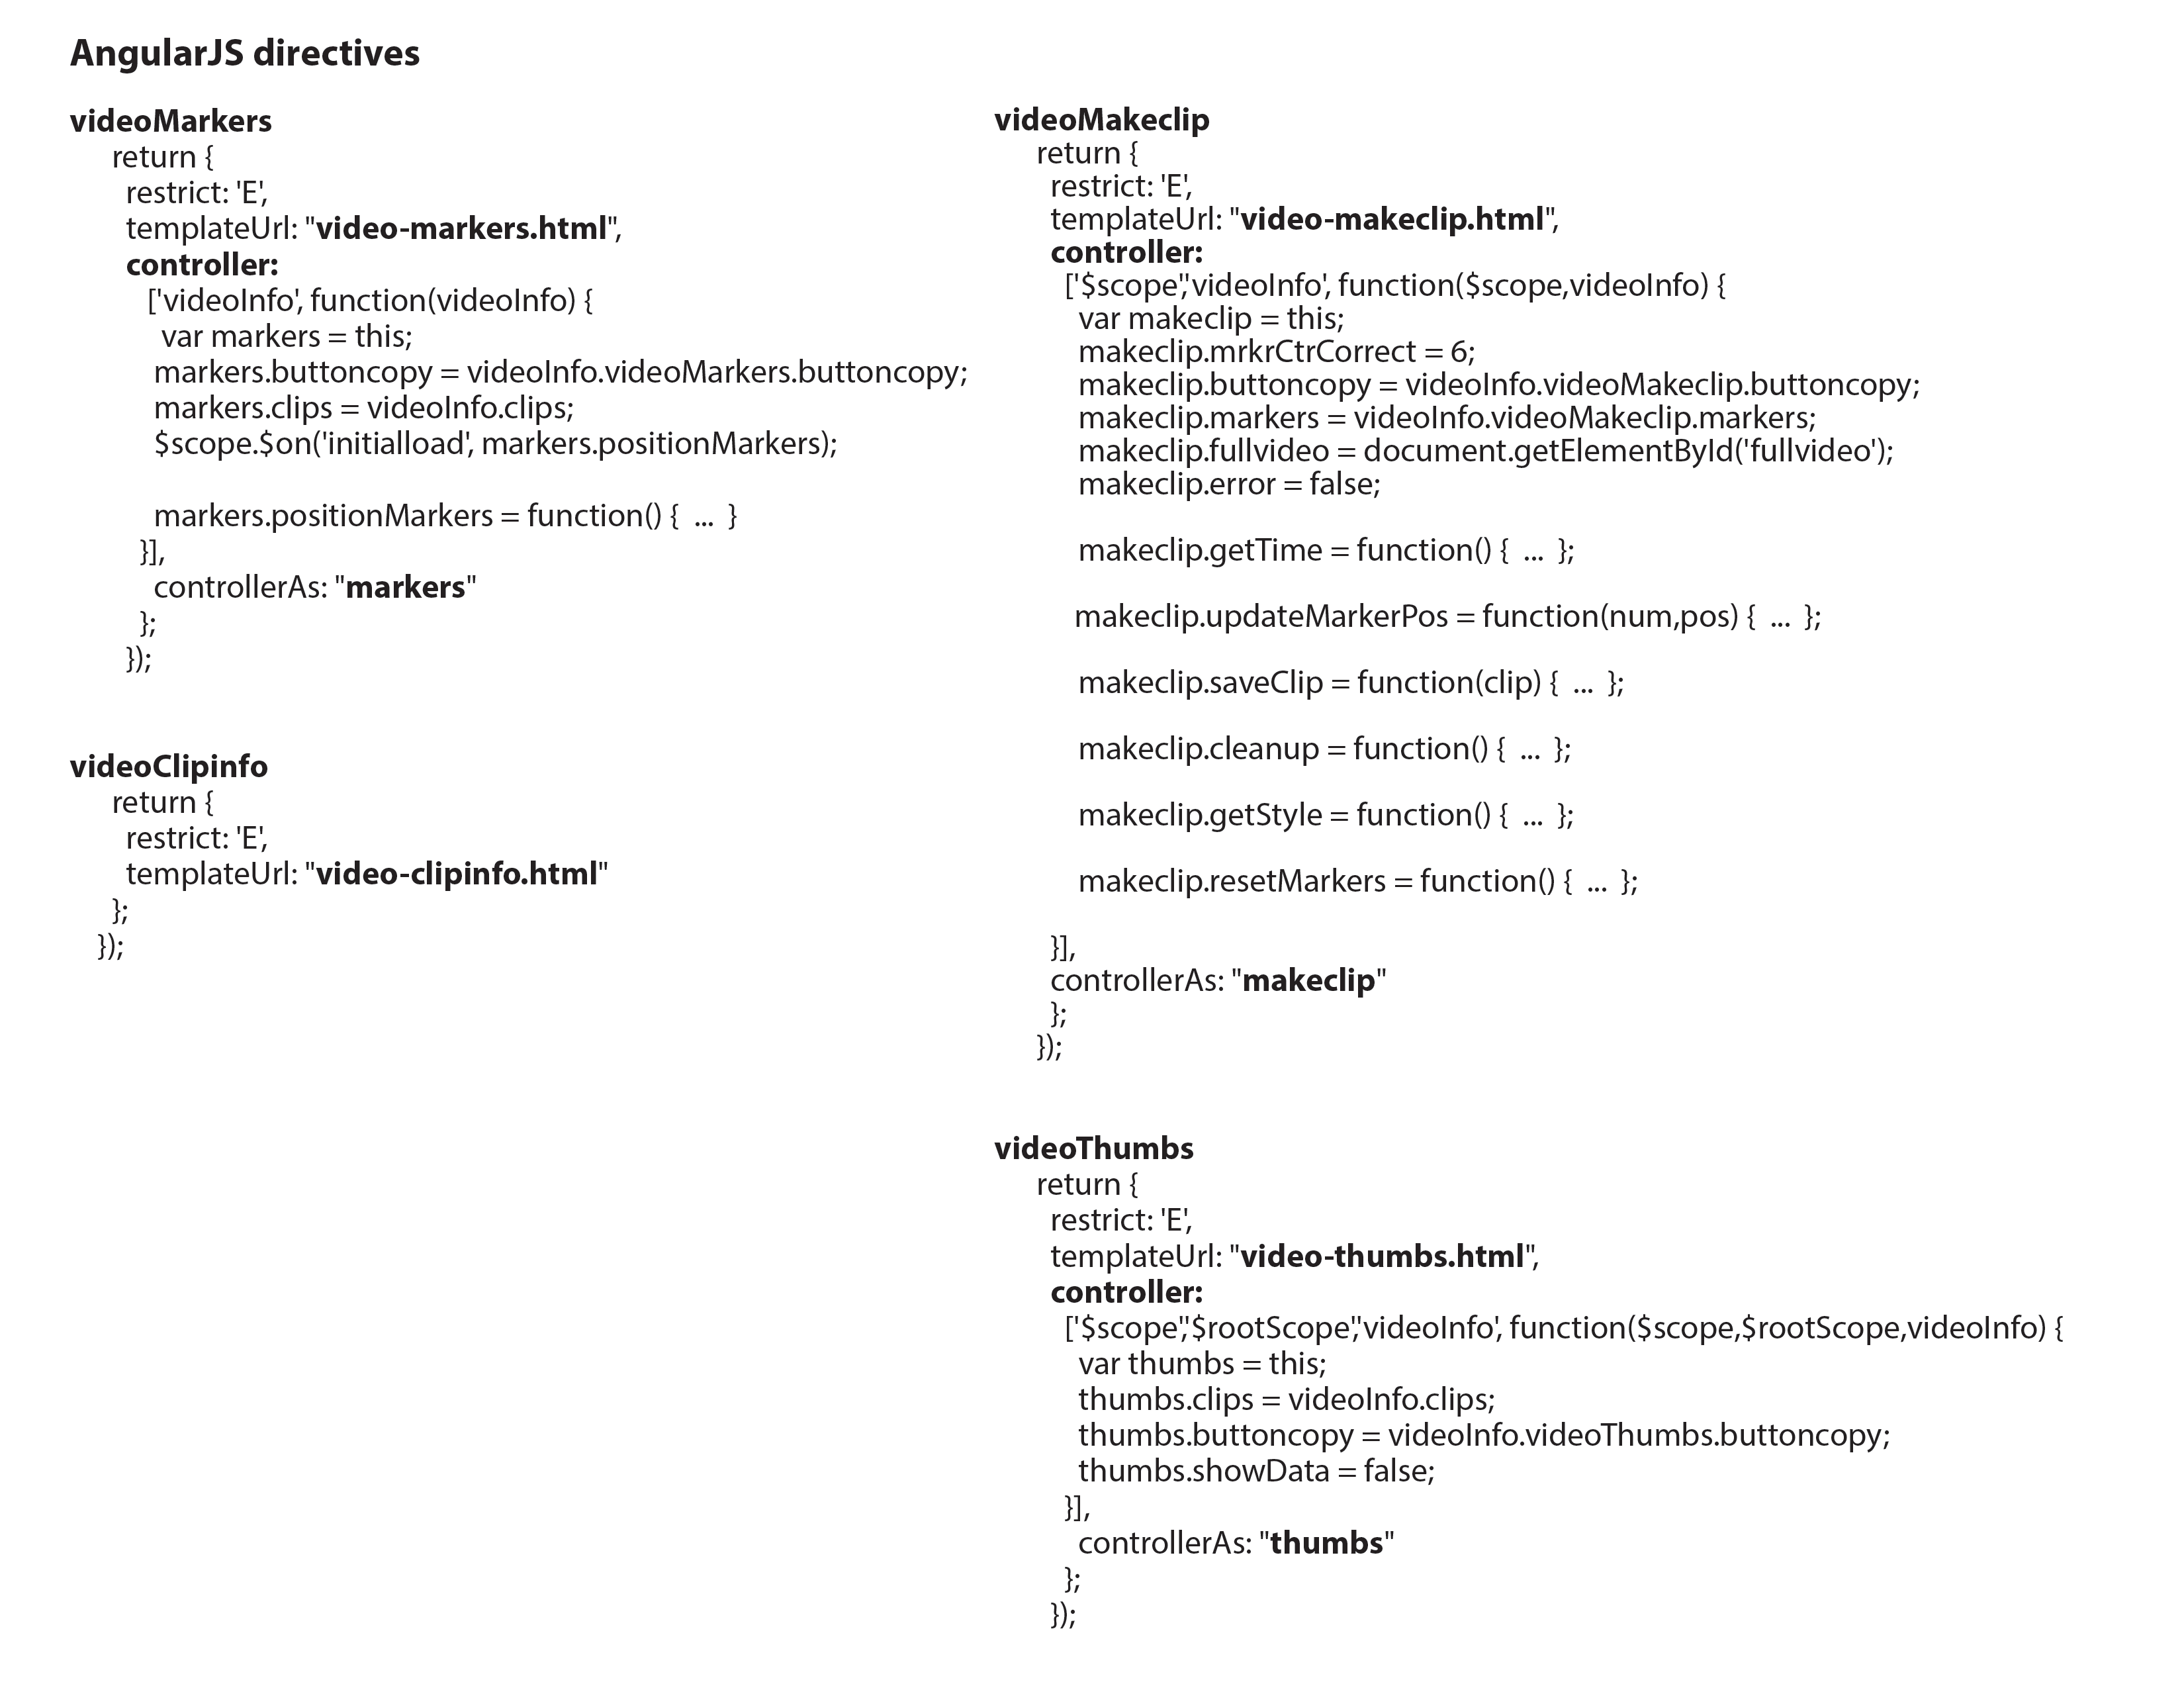 AngularJS directives
videoMarkers
return {
restrict: 'E',
templateUrl: "video-markers.html",
controller:
['videoInfo', function(videoInfo) {
var markers = this;
markers.buttoncopy = videoInfo.videoMarkers.buttoncopy;
markers.clips = videoInfo.clips;
$scope.$on('initialload', markers.positionMarkers);
markers.positionMarkers = function() { ... }
}],
controllerAs: "markers"
};
});
videoClipinfo
return {
restrict: 'E',
templateUrl: "video-clipinfo.html"
};
});
videoMakeclip
return {
restrict: 'E',
templateUrl: "video-makeclip.html",
controller:
['$scope','videoInfo', function($scope,videoInfo) {
var makeclip = this;
makeclip.mrkrCtrCorrect = 6;
makeclip.buttoncopy = videoInfo.videoMakeclip.buttoncopy;
makeclip.markers = videoInfo.videoMakeclip.markers;
makeclip.fullvideo = document.getElementById('fullvideo');
makeclip.error = false;
makeclip.getTime = function() { ... };
makeclip.updateMarkerPos = function(num,pos) { ... };
makeclip.saveClip = function(clip) { ... };
makeclip.cleanup = function() { ... };
makeclip.getStyle = function() { ... };
makeclip.resetMarkers = function() { ... };
}],
controllerAs: "makeclip"
};
});
videoThumbs
return {
restrict: 'E',
templateUrl: "video-thumbs.html",
controller:
['$scope','$rootScope','videoInfo', function($scope,$rootScope,videoInfo) {
var thumbs = this;
thumbs.clips = videoInfo.clips;
thumbs.buttoncopy = videoInfo.videoThumbs.buttoncopy;
thumbs.showData = false;
}],
controllerAs: "thumbs"
};
});